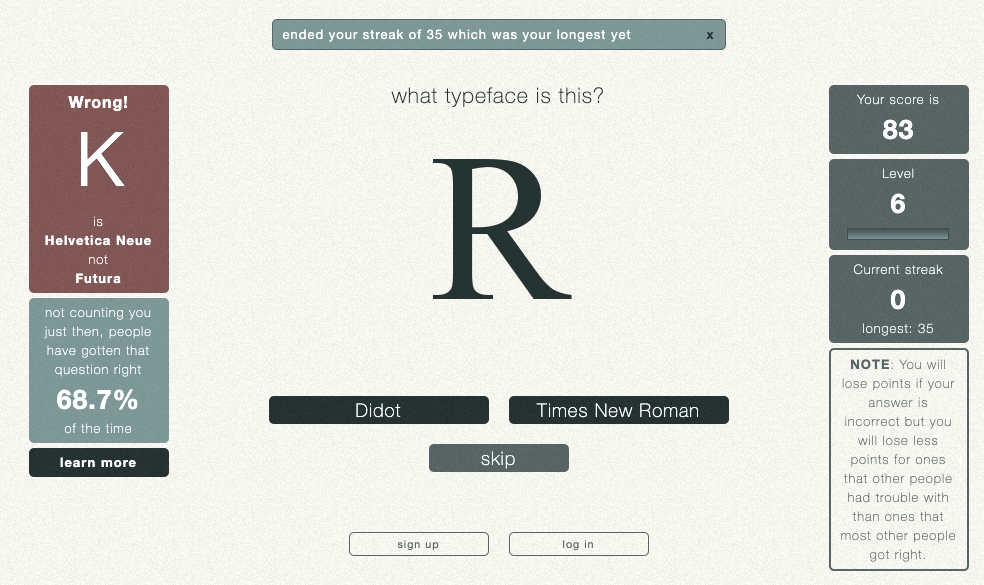 ended your streak of 35 which was your longest yet x
Wrong!
K
is
Helvetica Neue
not
Futura
not counting you
just then, people
have gotten that
question right
68.7%
of the time
learn more
what typeface is this?
R
Didot
Times New Roman
skip
sign up
log in
Your score is
83
Level
6
Current streak
0
longest: 35
NOTE: You will
lose points if your
answer is
incorrect but you
will lose less
points for ones
that other people
had trouble with
than ones that
most other people
got right.